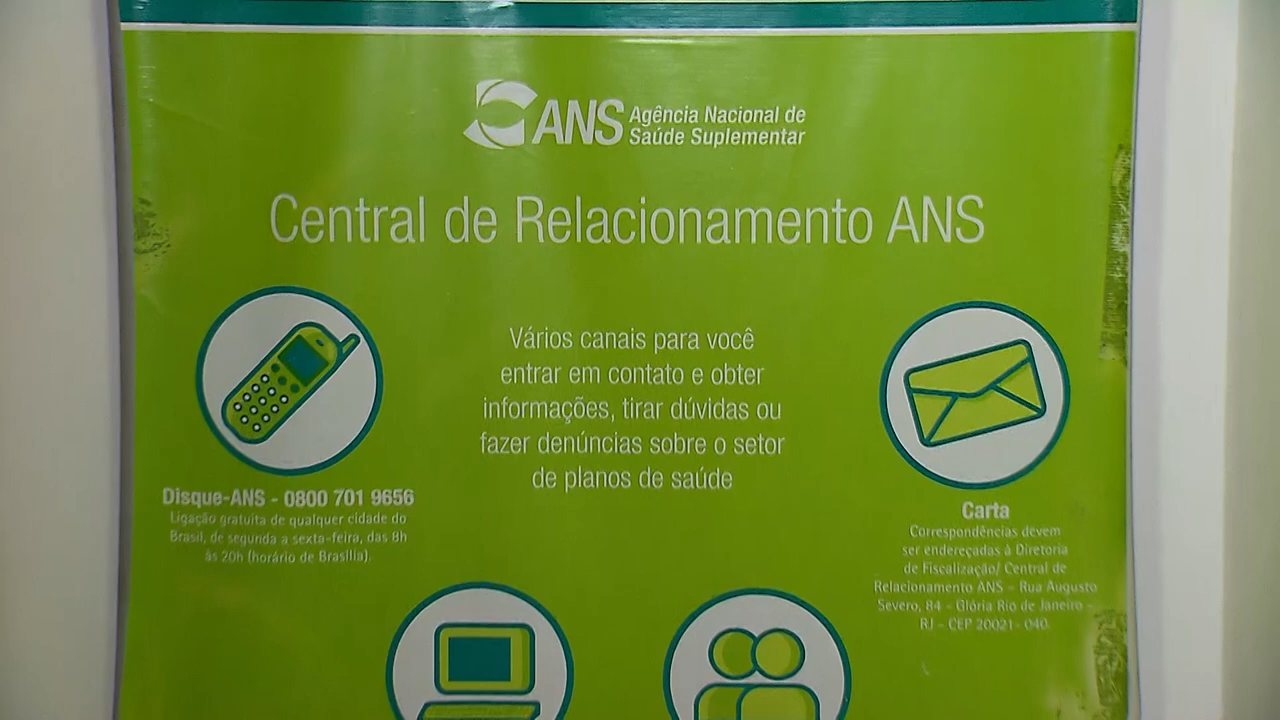 ANS Agência Nacional de
Saúde Suplementar
Central de Relacionamento ANS
Vários canais para você
entrar em contato e obter
informações, tirar dúvidas ou
fazer denúncias sobre o setor
de planos de saúde
Disque-ANS - 0800 701 9656
Ligação gratuita de qualquer cidade do
Brasil, de segunda a sexta-feira, das 8h
às 20h (horário de Brasília).
Carta
Correspondências devem
ser endereçadas à Diretoria
de Fiscalização/ Central de
Relacionamento ANS – Rua Augusto
Severo, 84 - Glória Rio de Janeiro –
RJ – CEP 20021- 040.